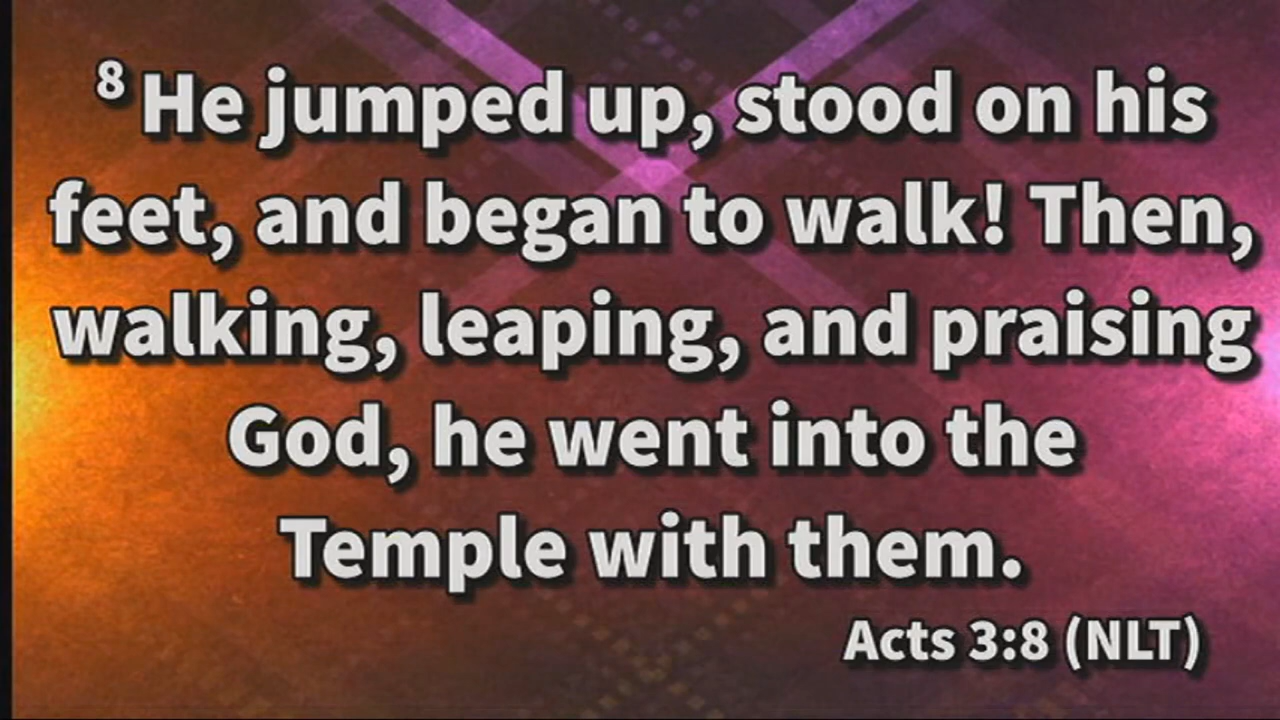 8 He jumped up, stood on his
feet, and began to walk! Then,
walking, leaping, and praising
God, he went into the
Temple with them.
Acts 3:8 (NLT)